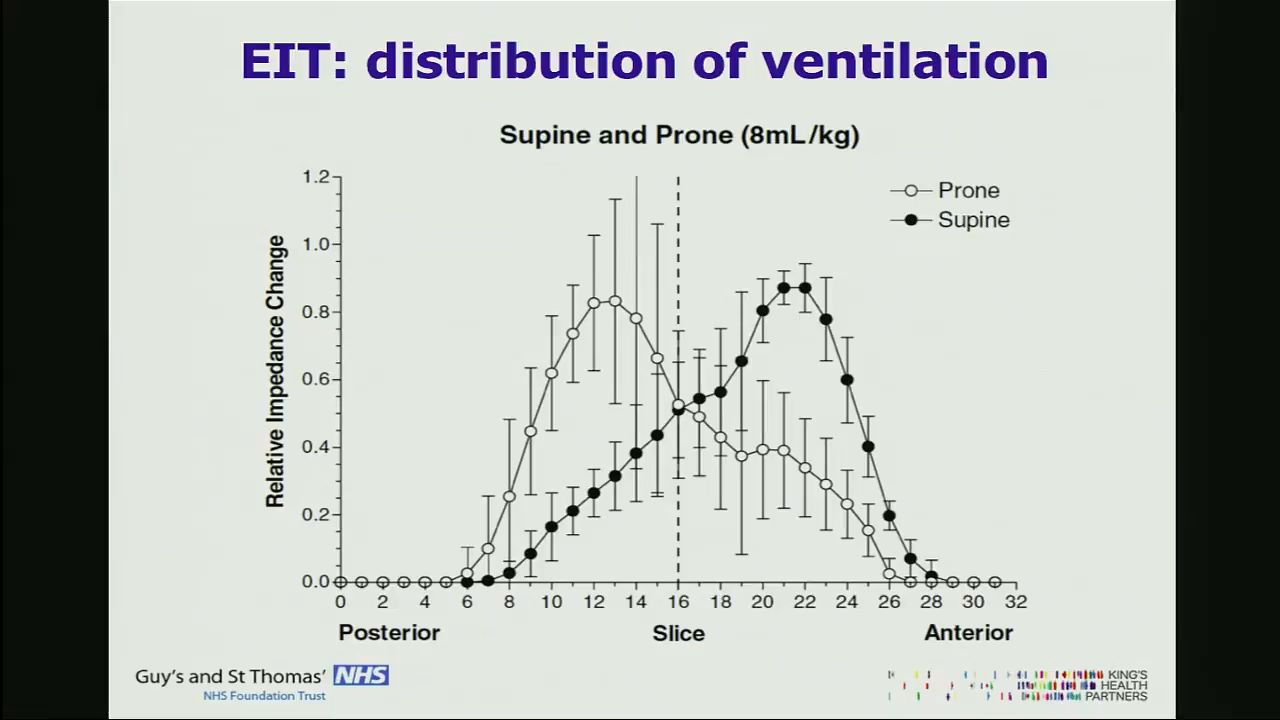 EIT: distribution of ventilation
Supine and Prone (8mL/kg)
Prone
Supine
Relative Impedance Change
1.2
1.0
0.8
0.6
0.4
0.2
0.0
0 2 4 6 8 10 12 14 16 18 20 22 24 26 28 30 32
Posterior Slice Anterior
Guy's and St Thomas' NHS
NHS Foundation Trust
KING'S
HEALTH
PARTNERS